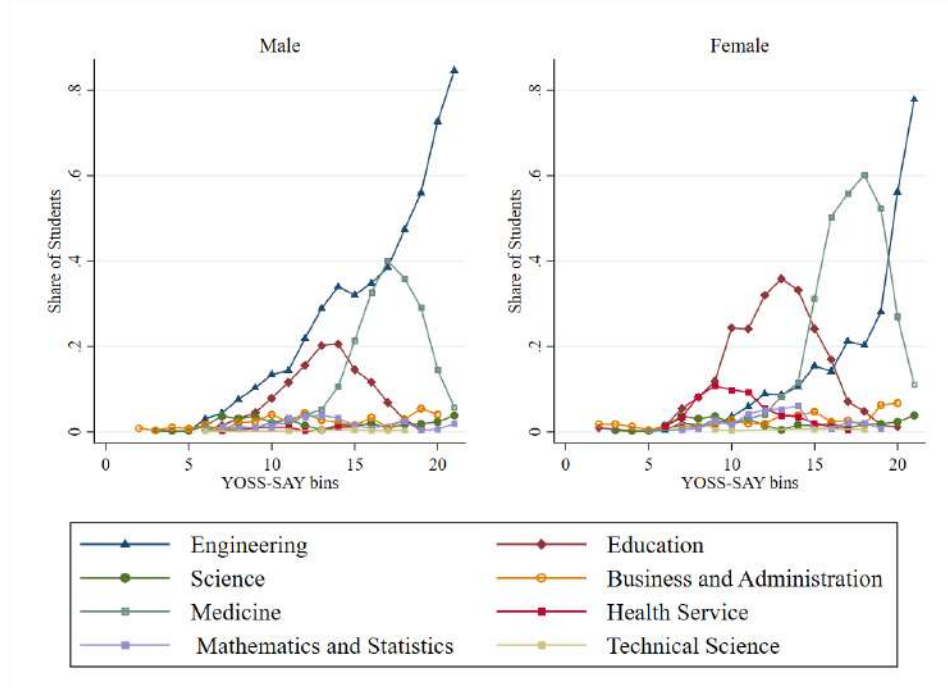 Male
Female
Share of Students
.8
.6
.4
.2
0
0 5 10 15 20
YOSS-SAY bins
Share of Students
.8
.6
.4
.2
0
0 5 10 15 20
YOSS-SAY bins
Engineering
Education
Science
Business and Administration
Medicine
Health Service
Mathematics and Statistics
Technical Science